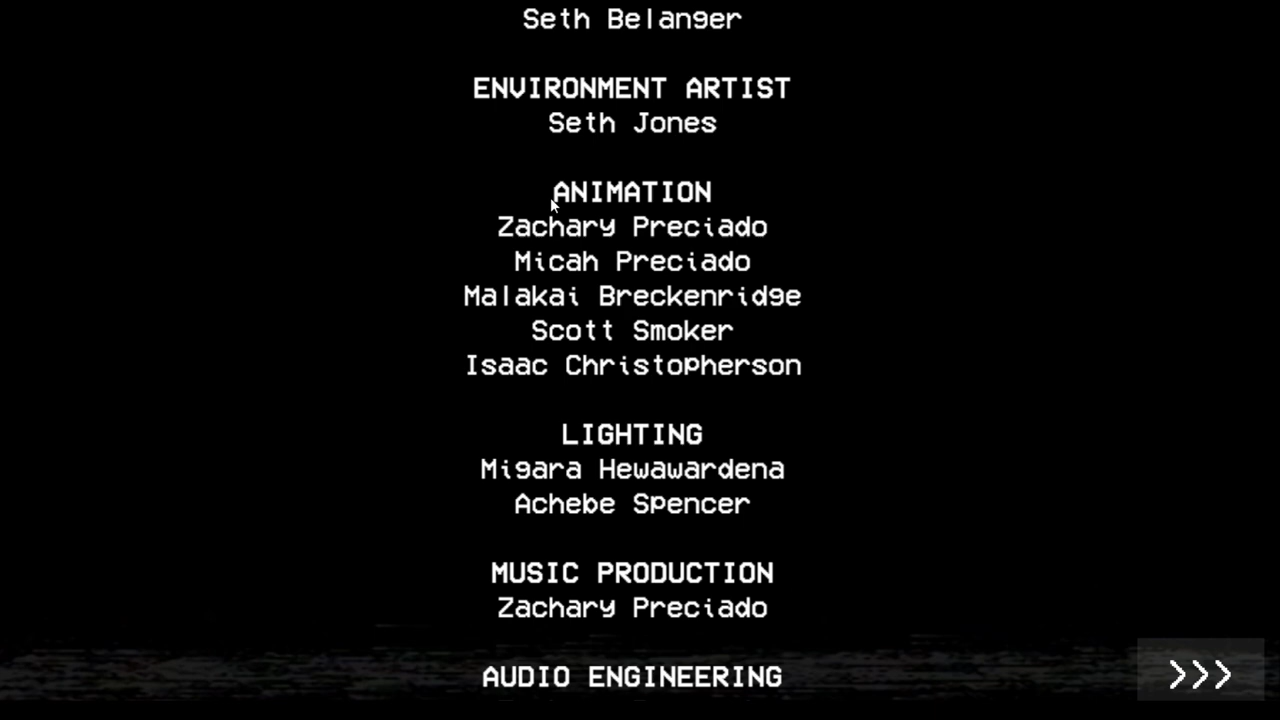 Seth Belanger
ENVIRONMENT ARTIST
Seth Jones
ANIMATION
Zachary Preciado
Micah Preciado
Malakai Breckenridge
Scott Smoker
Isaac Christopherson
LIGHTING
Migara Hewawardena
Achebe Spencer
MUSIC PRODUCTION
Zachary Preciado
AUDIO ENGINEERING
>>>